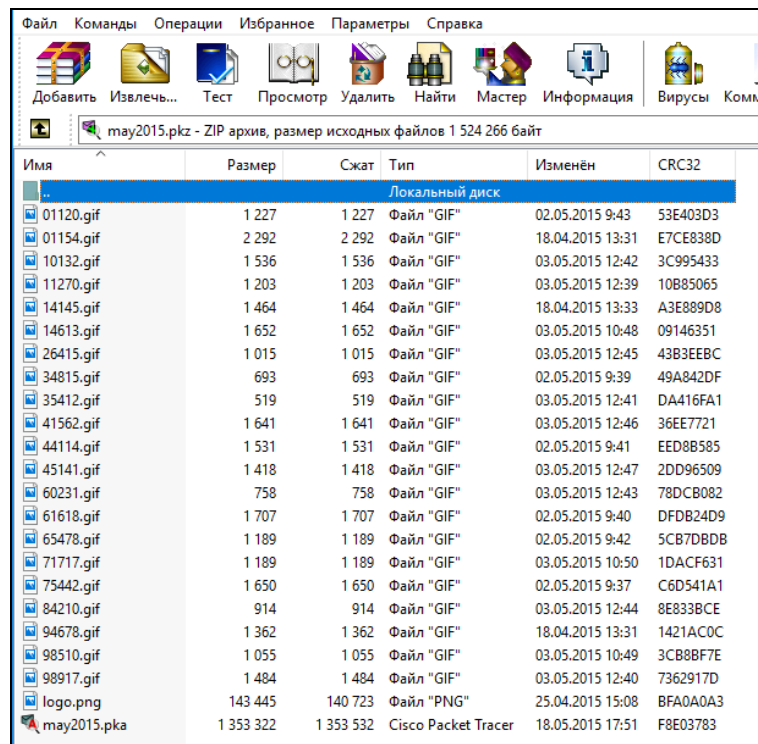 Файл Команды Операции Избранное Параметры Справка
Добавить Извлечь... Тест Просмотр Удалить Найти Мастер Информация Вирусы Комм
may2015.pkz - ZIP архив, размер исходных файлов 1 524 266 байт
Имя Размер Сжат Тип Изменён CRC32
.. Локальный диск
01120.gif 1 227 1 227 Файл "GIF" 02.05.2015 9:43 53E403D3
01154.gif 2 292 2 292 Файл "GIF" 18.04.2015 13:31 E7CE838D
10132.gif 1 536 1 536 Файл "GIF" 03.05.2015 12:42 3C995433
11270.gif 1 203 1 203 Файл "GIF" 03.05.2015 12:39 10B85065
14145.gif 1 464 1 464 Файл "GIF" 18.04.2015 13:33 A3E889D8
14613.gif 1 652 1 652 Файл "GIF" 03.05.2015 10:48 09146351
26415.gif 1 015 1 015 Файл "GIF" 03.05.2015 12:45 43B3EEBC
34815.gif 693 693 Файл "GIF" 02.05.2015 9:39 49A842DF
35412.gif 519 519 Файл "GIF" 03.05.2015 12:41 DA416FA1
41562.gif 1 641 1 641 Файл "GIF" 03.05.2015 12:46 36EE7721
44114.gif 1 531 1 531 Файл "GIF" 02.05.2015 9:41 EED8B585
45141.gif 1 418 1 418 Файл "GIF" 03.05.2015 12:47 2DD96509
60231.gif 758 758 Файл "GIF" 03.05.2015 12:43 78DCB082
61618.gif 1 707 1 707 Файл "GIF" 02.05.2015 9:40 DFDB24D9
65478.gif 1 189 1 189 Файл "GIF" 02.05.2015 9:42 5CB7DBDB
71717.gif 1 189 1 189 Файл "GIF" 03.05.2015 10:50 1DACF631
75442.gif 1 650 1 650 Файл "GIF" 02.05.2015 9:37 C6D541A1
84210.gif 914 914 Файл "GIF" 03.05.2015 12:44 8E833BCE
94678.gif 1 362 1 362 Файл "GIF" 18.04.2015 13:31 1421AC0C
98510.gif 1 055 1 055 Файл "GIF" 03.05.2015 10:49 3CB8BF7E
98917.gif 1 484 1 484 Файл "GIF" 03.05.2015 12:40 7362917D
logo.png 143 445 140 723 Файл "PNG" 25.04.2015 15:08 BFA0A0A3
may2015.pka 1 353 322 1 353 532 Cisco Packet Tracer 18.05.2015 17:51 F8E03783